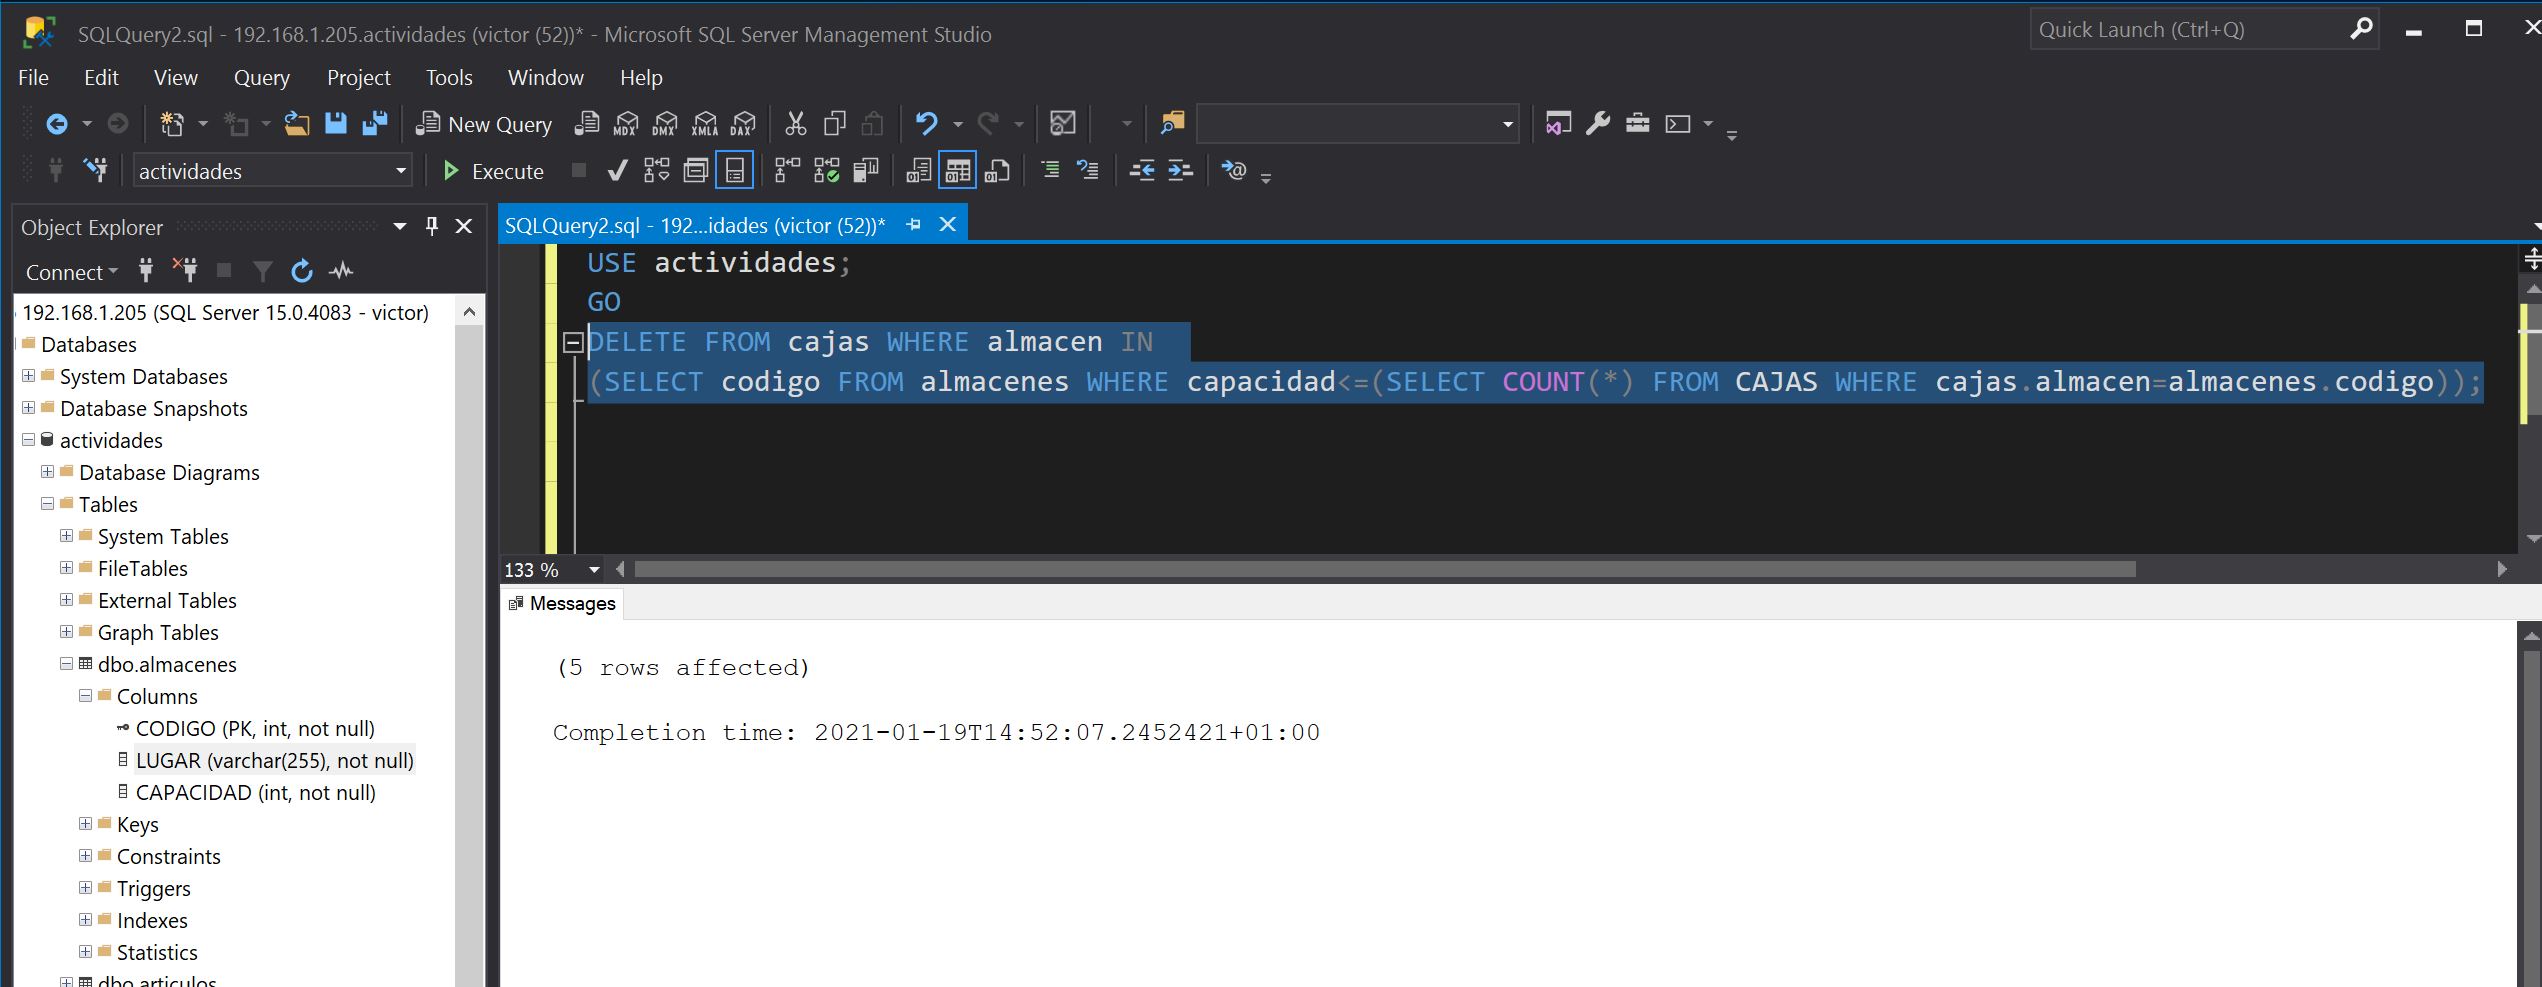 SQLQuery2.sql - 192.168.1.205.actividades (victor (52))* - Microsoft SQL Server Management Studio
Quick Launch (Ctrl+Q)
File Edit View Query Project Tools Window Help
New Query MDX DMX XMLA DAX
actividades Execute
Object Explorer
Connect
192.168.1.205 (SQL Server 15.0.4083 - victor)
Databases
System Databases
Database Snapshots
actividades
Database Diagrams
Tables
System Tables
FileTables
External Tables
Graph Tables
dbo.almacenes
Columns
CODIGO (PK, int, not null)
LUGAR (varchar(255), not null)
CAPACIDAD (int, not null)
Keys
Constraints
Triggers
Indexes
Statistics
dbo.articulos
SQLQuery2.sql - 192...idades (victor (52))*
USE actividades;
GO
DELETE FROM cajas WHERE almacen IN
(SELECT codigo FROM almacenes WHERE capacidad<=(SELECT COUNT(*) FROM CAJAS WHERE cajas.almacen=almacenes.codigo));
133 %
Messages
(5 rows affected)
Completion time: 2021-01-19T14:52:07.2452421+01:00